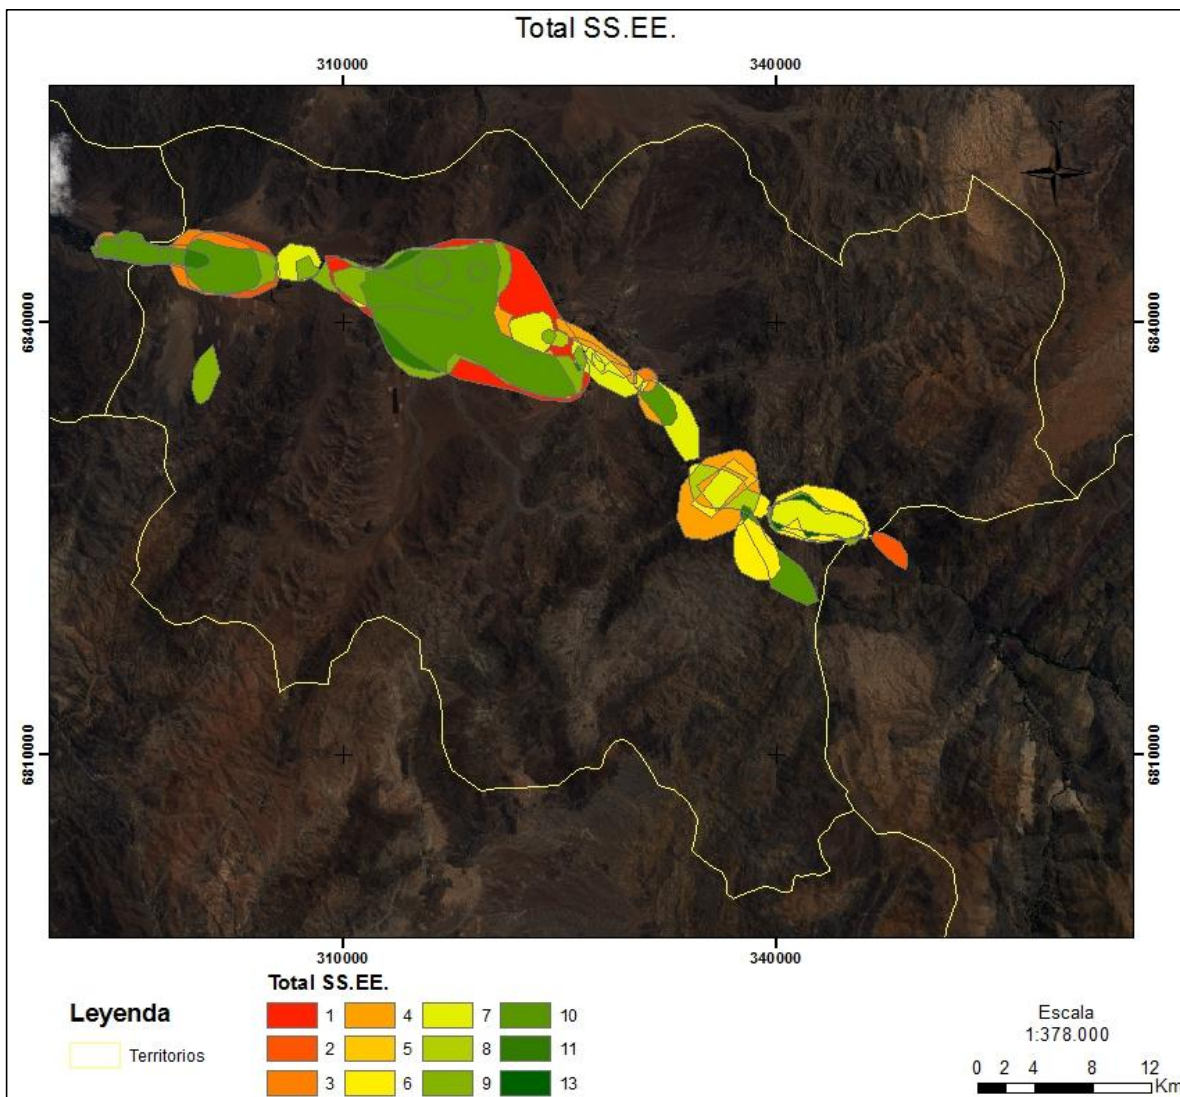 Total SS.EE.
310000 340000
6840000 6840000
N
6810000 6810000
310000 340000
Leyenda
Territorios
Total SS.EE.
1 4 7 10
2 5 8 11
3 6 9 13
Escala
1:378.000
0 2 4 8 12
Km